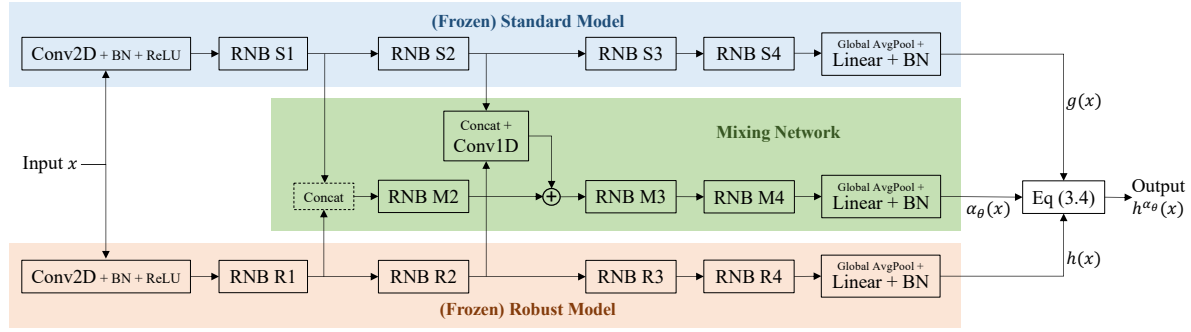 (Frozen) Standard Model
Conv2D + BN + ReLU
RNB S1
RNB S2
RNB S3
RNB S4
Global AvgPool +
Linear + BN
g(x)
Mixing Network
Concat +
Conv1D
Input x
Concat
RNB M2
+
RNB M3
RNB M4
Global AvgPool +
Linear + BN
α_θ(x)
Eq (3.4)
Output
h^{α_θ}(x)
Conv2D + BN + ReLU
RNB R1
RNB R2
RNB R3
RNB R4
Global AvgPool +
Linear + BN
h(x)
(Frozen) Robust Model